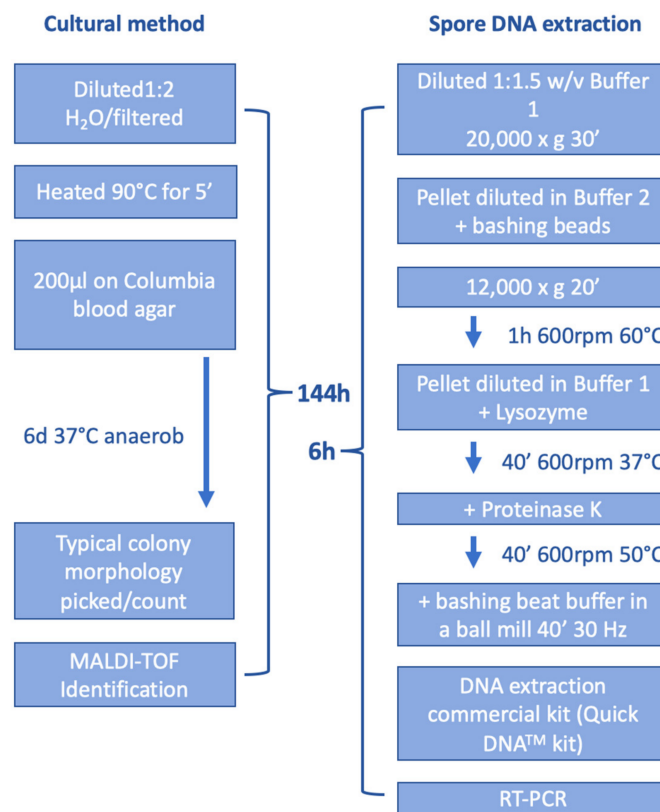 Cultural method
Diluted1:2
H₂O/filtered
Heated 90°C for 5’
200µl on Columbia
blood agar
6d 37°C anaerob
Typical colony
morphology
picked/count
MALDI-TOF
Identification
144h
6h
Spore DNA extraction
Diluted 1:1.5 w/v Buffer
1
20,000 x g 30’
Pellet diluted in Buffer 2
+ bashing beads
12,000 x g 20’
1h 600rpm 60°C
Pellet diluted in Buffer 1
+ Lysozyme
40’ 600rpm 37°C
+ Proteinase K
40’ 600rpm 50°C
+ bashing beat buffer in
a ball mill 40’ 30 Hz
DNA extraction
commercial kit (Quick
DNA™ kit)
RT-PCR